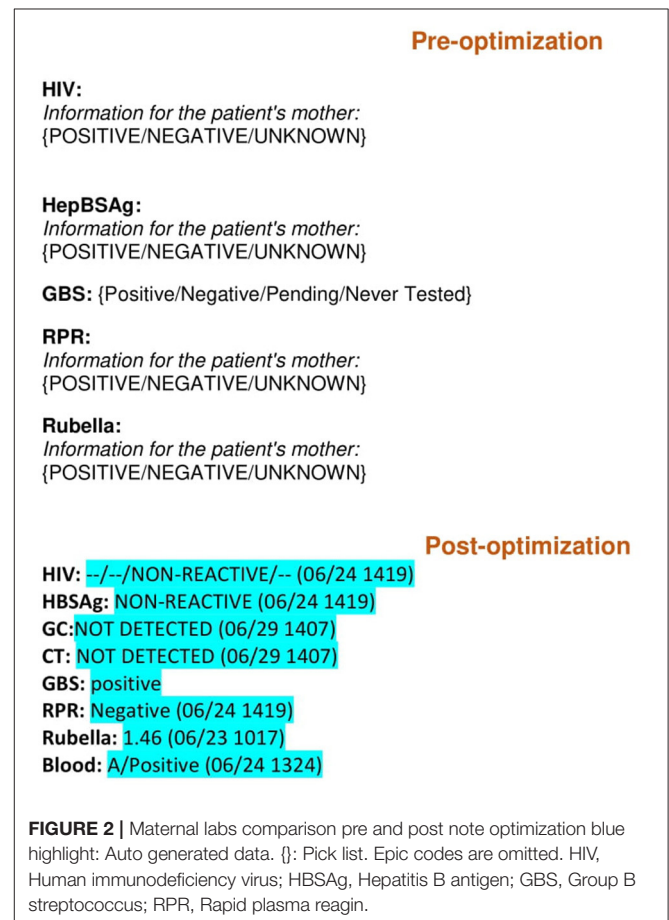 Pre-optimization
HIV:
Information for the patient's mother:
{POSITIVE/NEGATIVE/UNKNOWN}
HepBSAg:
Information for the patient's mother:
{POSITIVE/NEGATIVE/UNKNOWN}
GBS: {Positive/Negative/Pending/Never Tested}
RPR:
Information for the patient's mother:
{POSITIVE/NEGATIVE/UNKNOWN}
Rubella:
Information for the patient's mother:
{POSITIVE/NEGATIVE/UNKNOWN}
Post-optimization
HIV: --/--/NON-REACTIVE/-- (06/24 1419)
HBSAg: NON-REACTIVE (06/24 1419)
GC:NOT DETECTED (06/29 1407)
CT: NOT DETECTED (06/29 1407)
GBS: positive
RPR: Negative (06/24 1419)
Rubella: 1.46 (06/23 1017)
Blood: A/Positive (06/24 1324)
FIGURE 2 | Maternal labs comparison pre and post note optimization blue
highlight: Auto generated data. {}: Pick list. Epic codes are omitted. HIV,
Human immunodeficiency virus; HBSAg, Hepatitis B antigen; GBS, Group B
streptococcus; RPR, Rapid plasma reagin.